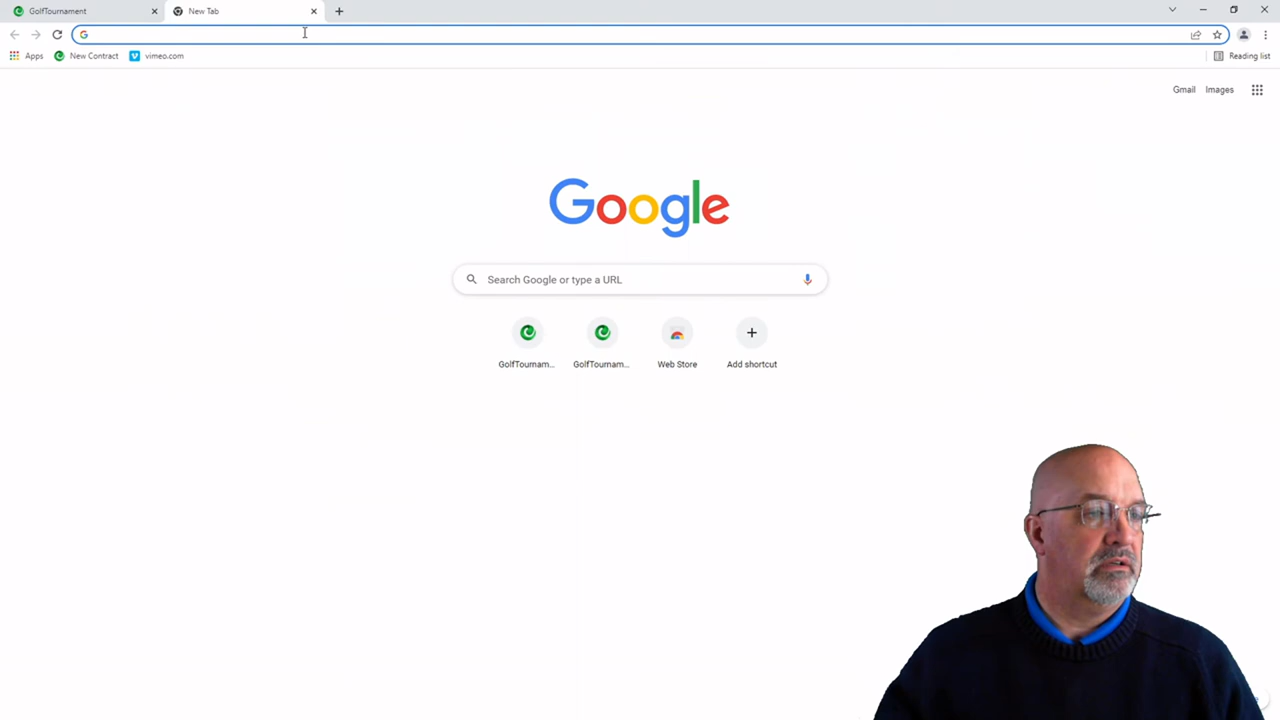 GolfTournament
New Tab
Apps
New Contract
vimeo.com
Reading list
Gmail
Images
Google
Search Google or type a URL
GolfTournam...
GolfTournam...
Web Store
Add shortcut